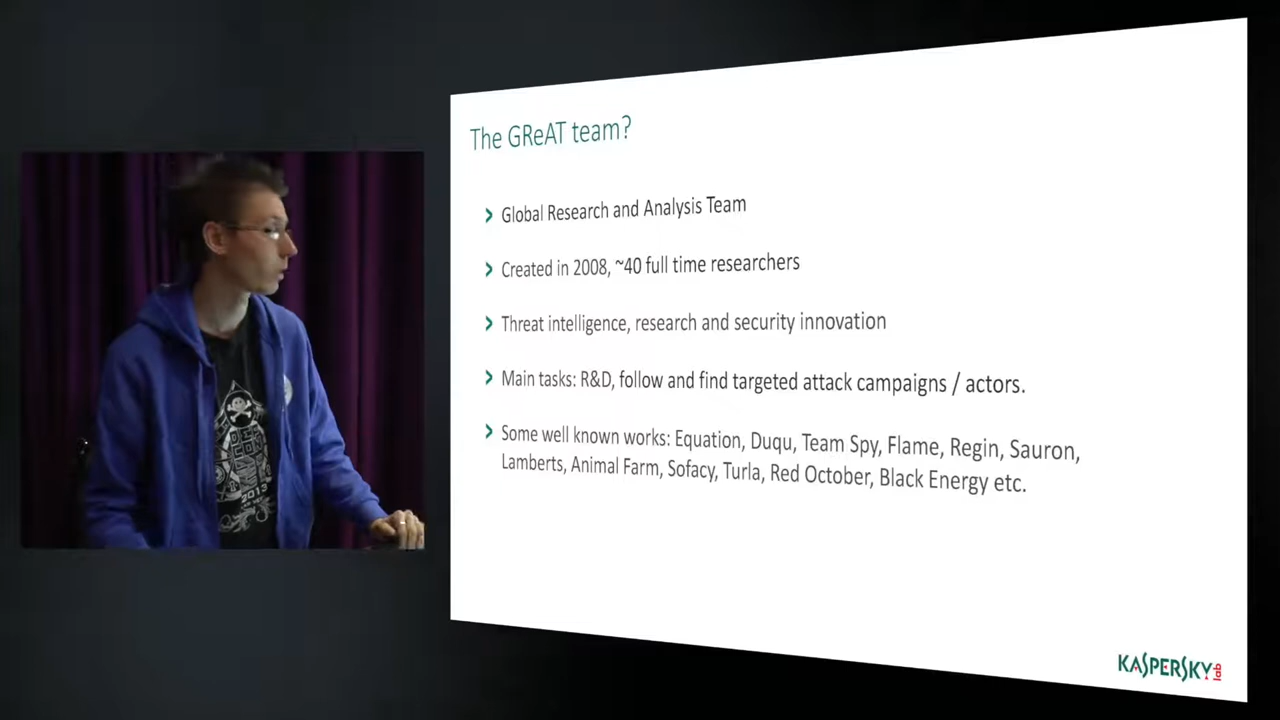 The GReAT team?
Global Research and Analysis Team
Created in 2008, ~40 full time researchers
Threat intelligence, research and security innovation
Main tasks: R&D, follow and find targeted attack campaigns / actors.
Some well known works: Equation, Duqu, Team Spy, Flame, Regin, Sauron,
Lamberts, Animal Farm, Sofacy, Turla, Red October, Black Energy etc.
KASPERSKY lab
2013